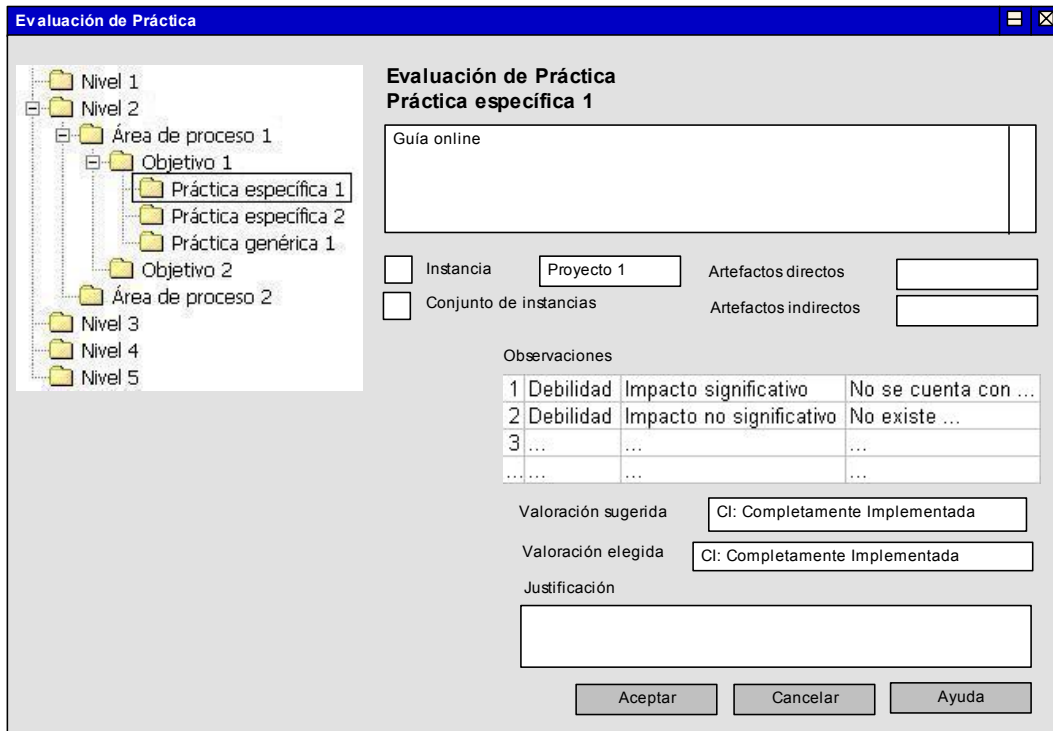 Evaluación de Práctica
Nivel 1
Nivel 2
Área de proceso 1
Objetivo 1
Práctica específica 1
Práctica específica 2
Práctica genérica 1
Objetivo 2
Área de proceso 2
Nivel 3
Nivel 4
Nivel 5
Evaluación de Práctica
Práctica específica 1
Guía online
Instancia Proyecto 1 Artefactos directos
Conjunto de instancias Artefactos indirectos
Observaciones
1 Debilidad Impacto significativo No se cuenta con ...
2 Debilidad Impacto no significativo No existe ...
3 ... ... ...
... ... ... ...
Valoración sugerida CI: Completamente Implementada
Valoración elegida CI: Completamente Implementada
Justificación
Aceptar Cancelar Ayuda